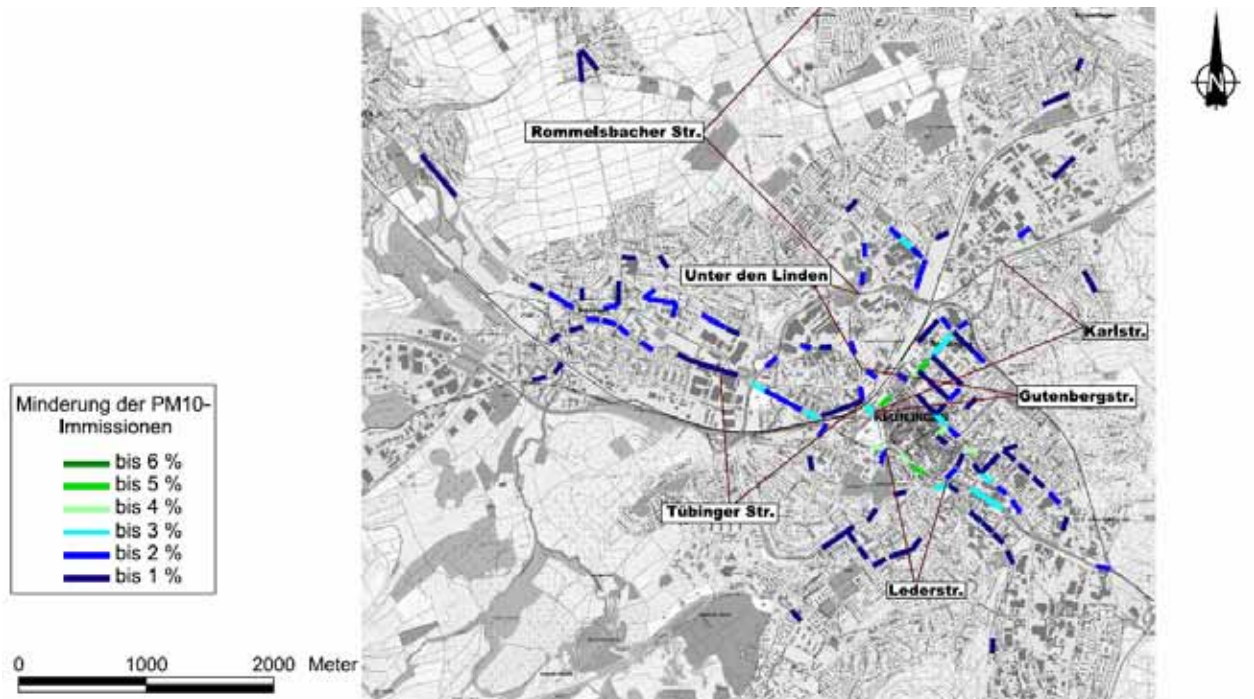 N
Rommelsbacher Str.
Unter den Linden
Karlstr.
Gutenbergstr.
Tübinger Str.
Lederstr.
Minderung der PM10-
Immissionen
bis 6 %
bis 5 %
bis 4 %
bis 3 %
bis 2 %
bis 1 %
0 1000 2000 Meter